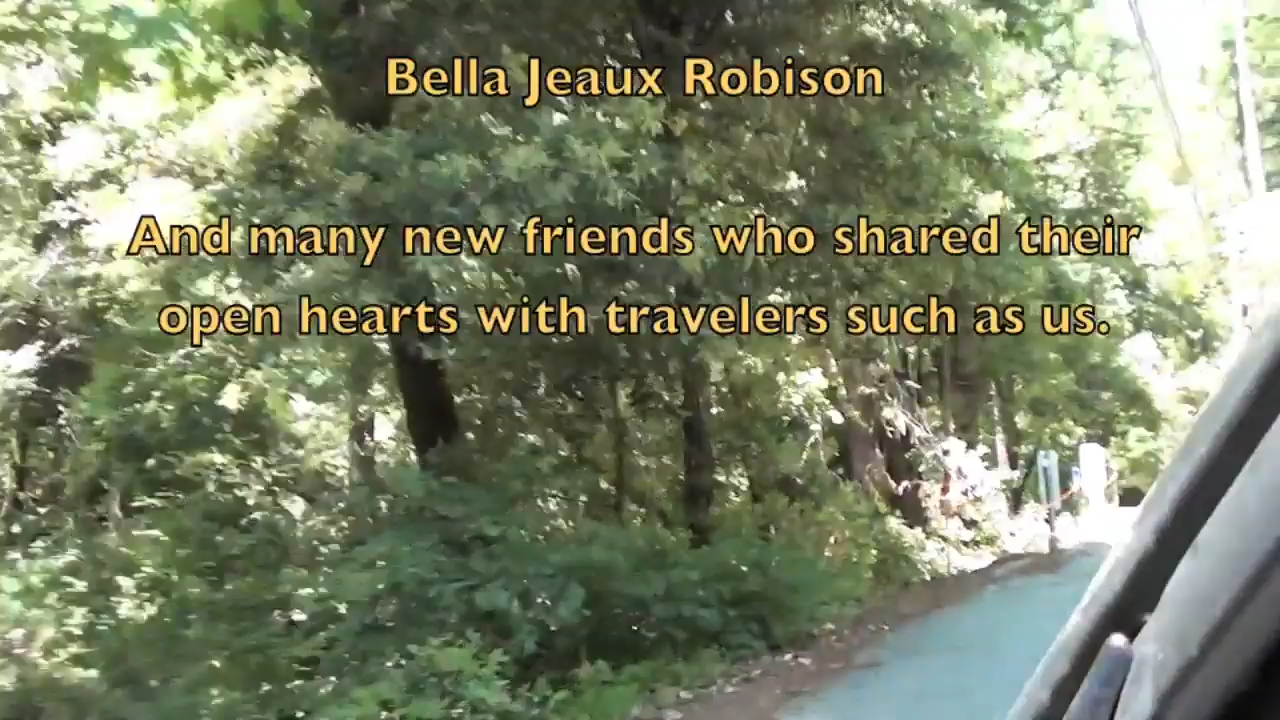 Bella Jeaux Robison
And many new friends who shared their
open hearts with travelers such as us.